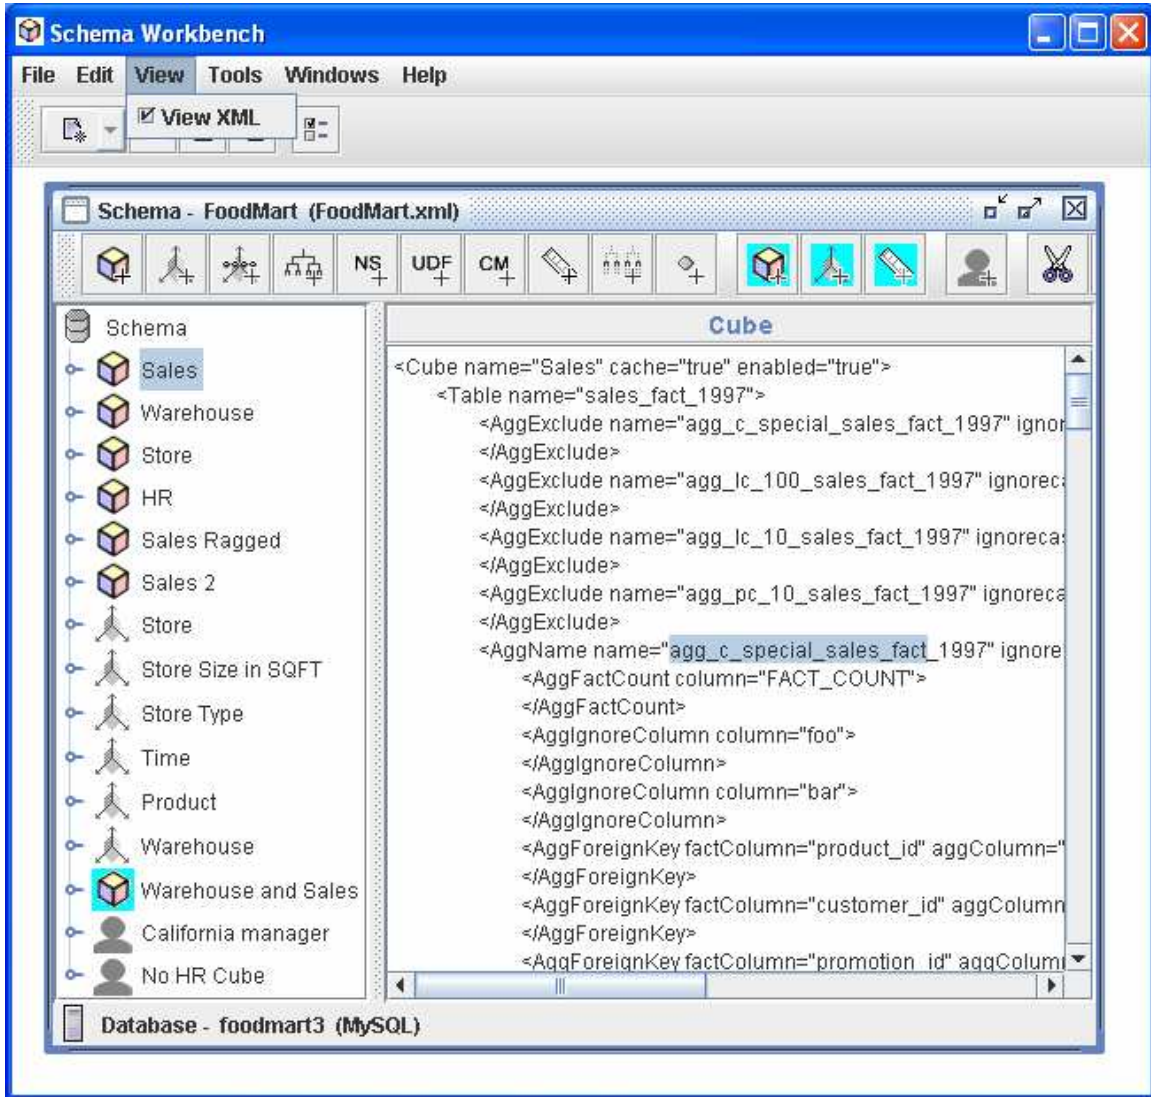 Schema Workbench
File Edit View Tools Windows Help
View XML
Schema - FoodMart (FoodMart.xml)
NS UDF CM
Schema
Sales
Warehouse
Store
HR
Sales Ragged
Sales 2
Store
Store Size in SQFT
Store Type
Time
Product
Warehouse
Warehouse and Sales
California manager
No HR Cube
Cube
<Cube name="Sales" cache="true" enabled="true">
<Table name="sales_fact_1997">
<AggExclude name="agg_c_special_sales_fact_1997" ignor
</AggExclude>
<AggExclude name="agg_lc_100_sales_fact_1997" ignoreca
</AggExclude>
<AggExclude name="agg_lc_10_sales_fact_1997" ignoreca
</AggExclude>
<AggExclude name="agg_pc_10_sales_fact_1997" ignoreca
</AggExclude>
<AggName name="agg_c_special_sales_fact_1997" ignore
<AggFactCount column="FACT_COUNT">
</AggFactCount>
<AggIgnoreColumn column="foo">
</AggIgnoreColumn>
<AggIgnoreColumn column="bar">
</AggIgnoreColumn>
<AggForeignKey factColumn="product_id" aggColumn="
</AggForeignKey>
<AggForeignKey factColumn="customer_id" aggColumn
</AggForeignKey>
<AggForeignKey factColumn="promotion_id" aggColum
Database - foodmart3 (MySQL)